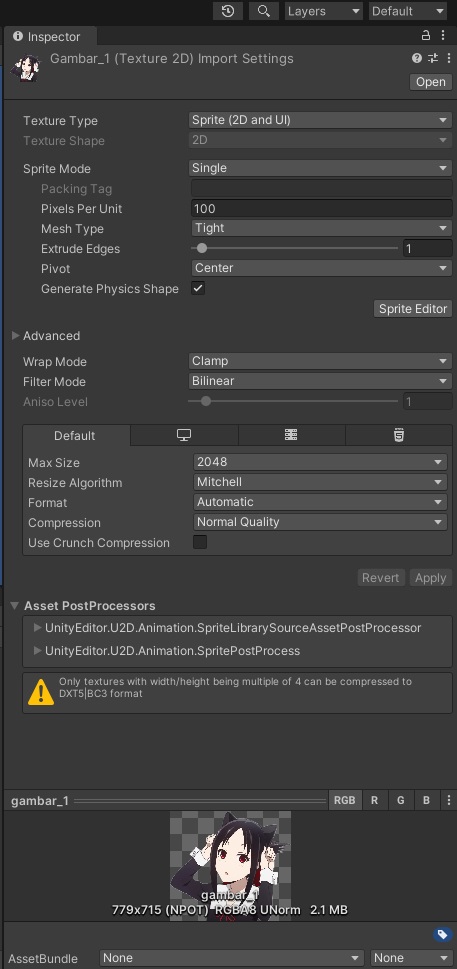 Layers
Default
Inspector
Gambar_1 (Texture 2D) Import Settings
Open
Texture Type Sprite (2D and UI)
Texture Shape 2D
Sprite Mode Single
Packing Tag
Pixels Per Unit 100
Mesh Type Tight
Extrude Edges 1
Pivot Center
Generate Physics Shape
Sprite Editor
Advanced
Wrap Mode Clamp
Filter Mode Bilinear
Aniso Level 1
Default
Max Size 2048
Resize Algorithm Mitchell
Format Automatic
Compression Normal Quality
Use Crunch Compression
Revert Apply
Asset PostProcessors
UnityEditor.U2D.Animation.SpriteLibrarySourceAssetPostProcessor
UnityEditor.U2D.Animation.SpritePostProcess
Only textures with width/height being multiple of 4 can be compressed to
DXT5|BC3 format
gambar_1 RGB R G B
gambar_1
779x715 (NPOT) RGBA8 UNorm 2.1 MB
AssetBundle None None